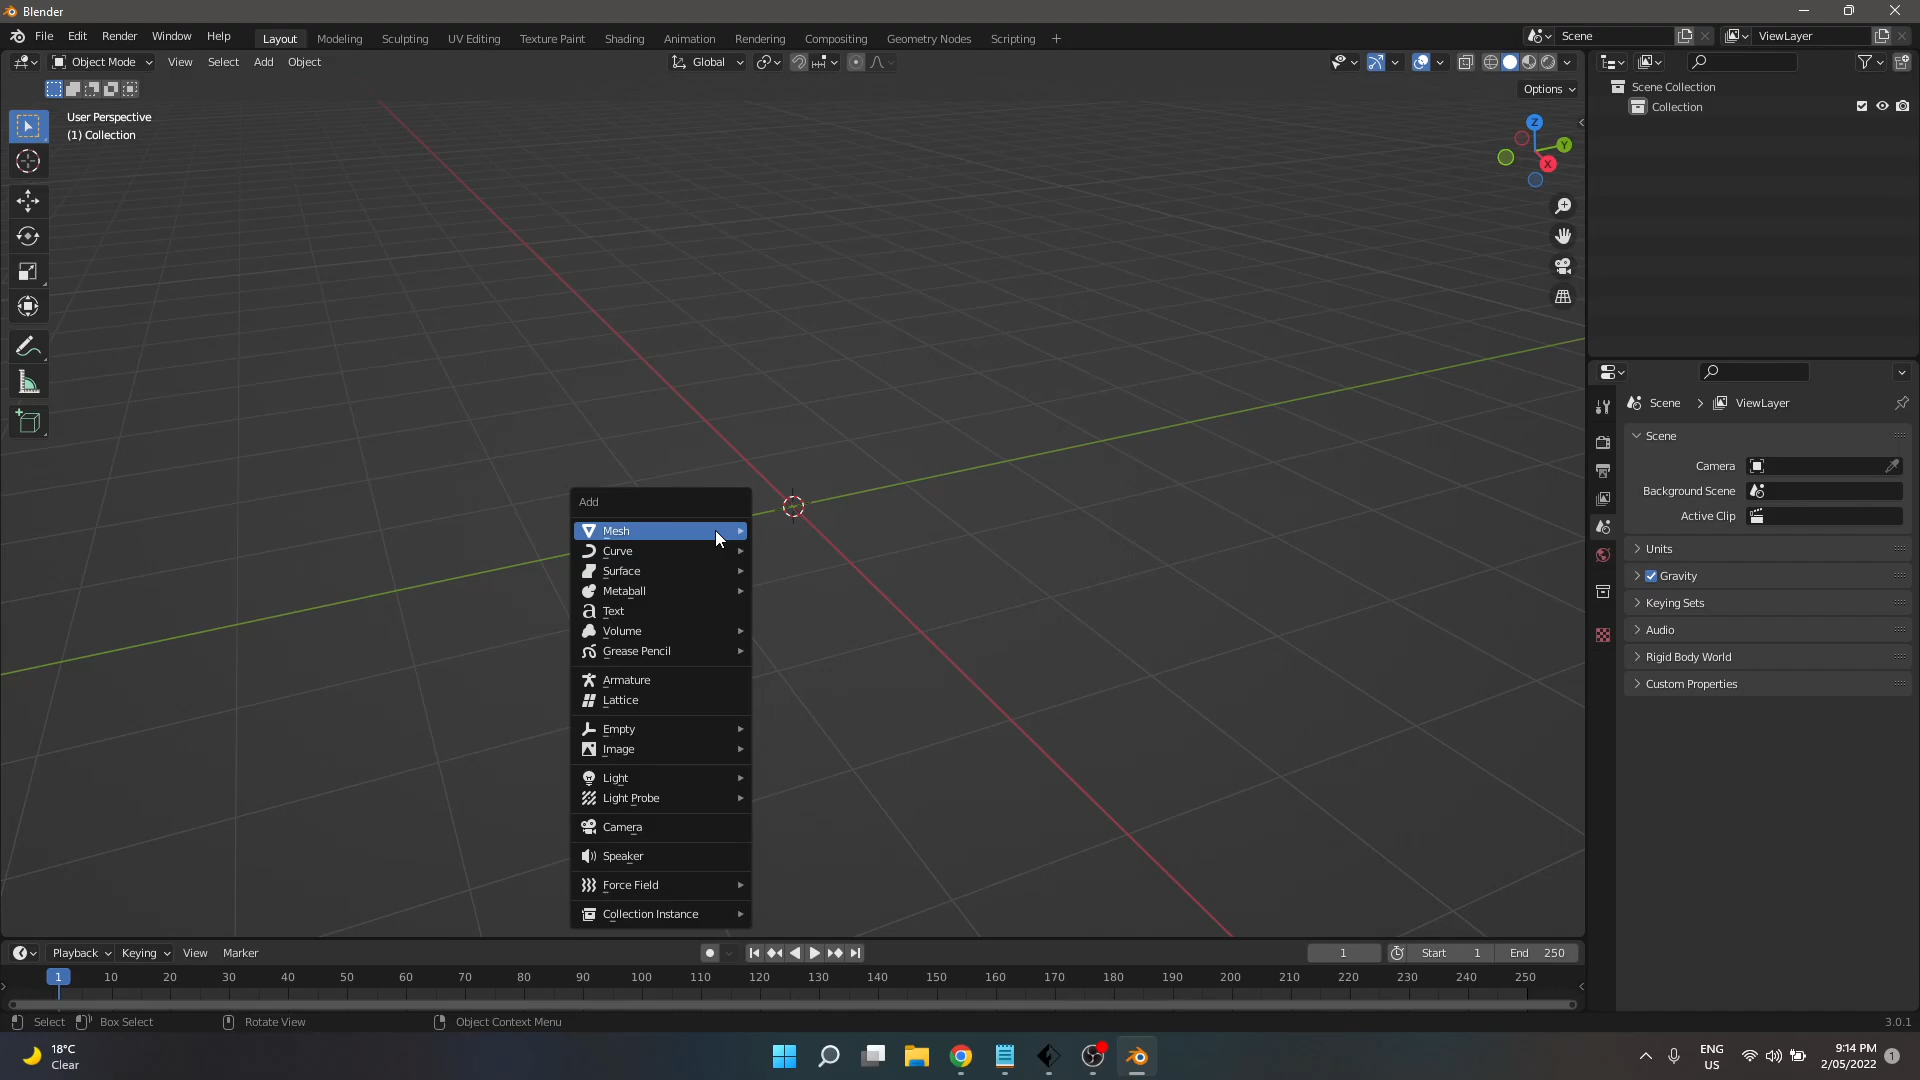 Blender
File Edit Render Window Help Layout Modeling Sculpting UV Editing Texture Paint Shading Animation Rendering Compositing Geometry Nodes Scripting + Scene ViewLayer
Object Mode View Select Add Object Global
Options
User Perspective
(1) Collection
Z
Y
X
Scene Collection
Collection
Scene > ViewLayer
Scene
Camera
Background Scene
Active Clip
Units
Gravity
Keying Sets
Audio
Rigid Body World
Custom Properties
Add
Mesh
Curve
Surface
Metaball
Text
Volume
Grease Pencil
Armature
Lattice
Empty
Image
Light
Light Probe
Camera
Speaker
Force Field
Collection Instance
Playback Keying View Marker 1 Start 1 End 250
1 10 20 30 40 50 60 70 80 90 100 110 120 130 140 150 160 170 180 190 200 210 220 230 240 250
Select Box Select Rotate View Object Context Menu 3.0.1
18°C
Clear
ENG
US
9:14 PM
2/05/2022
1